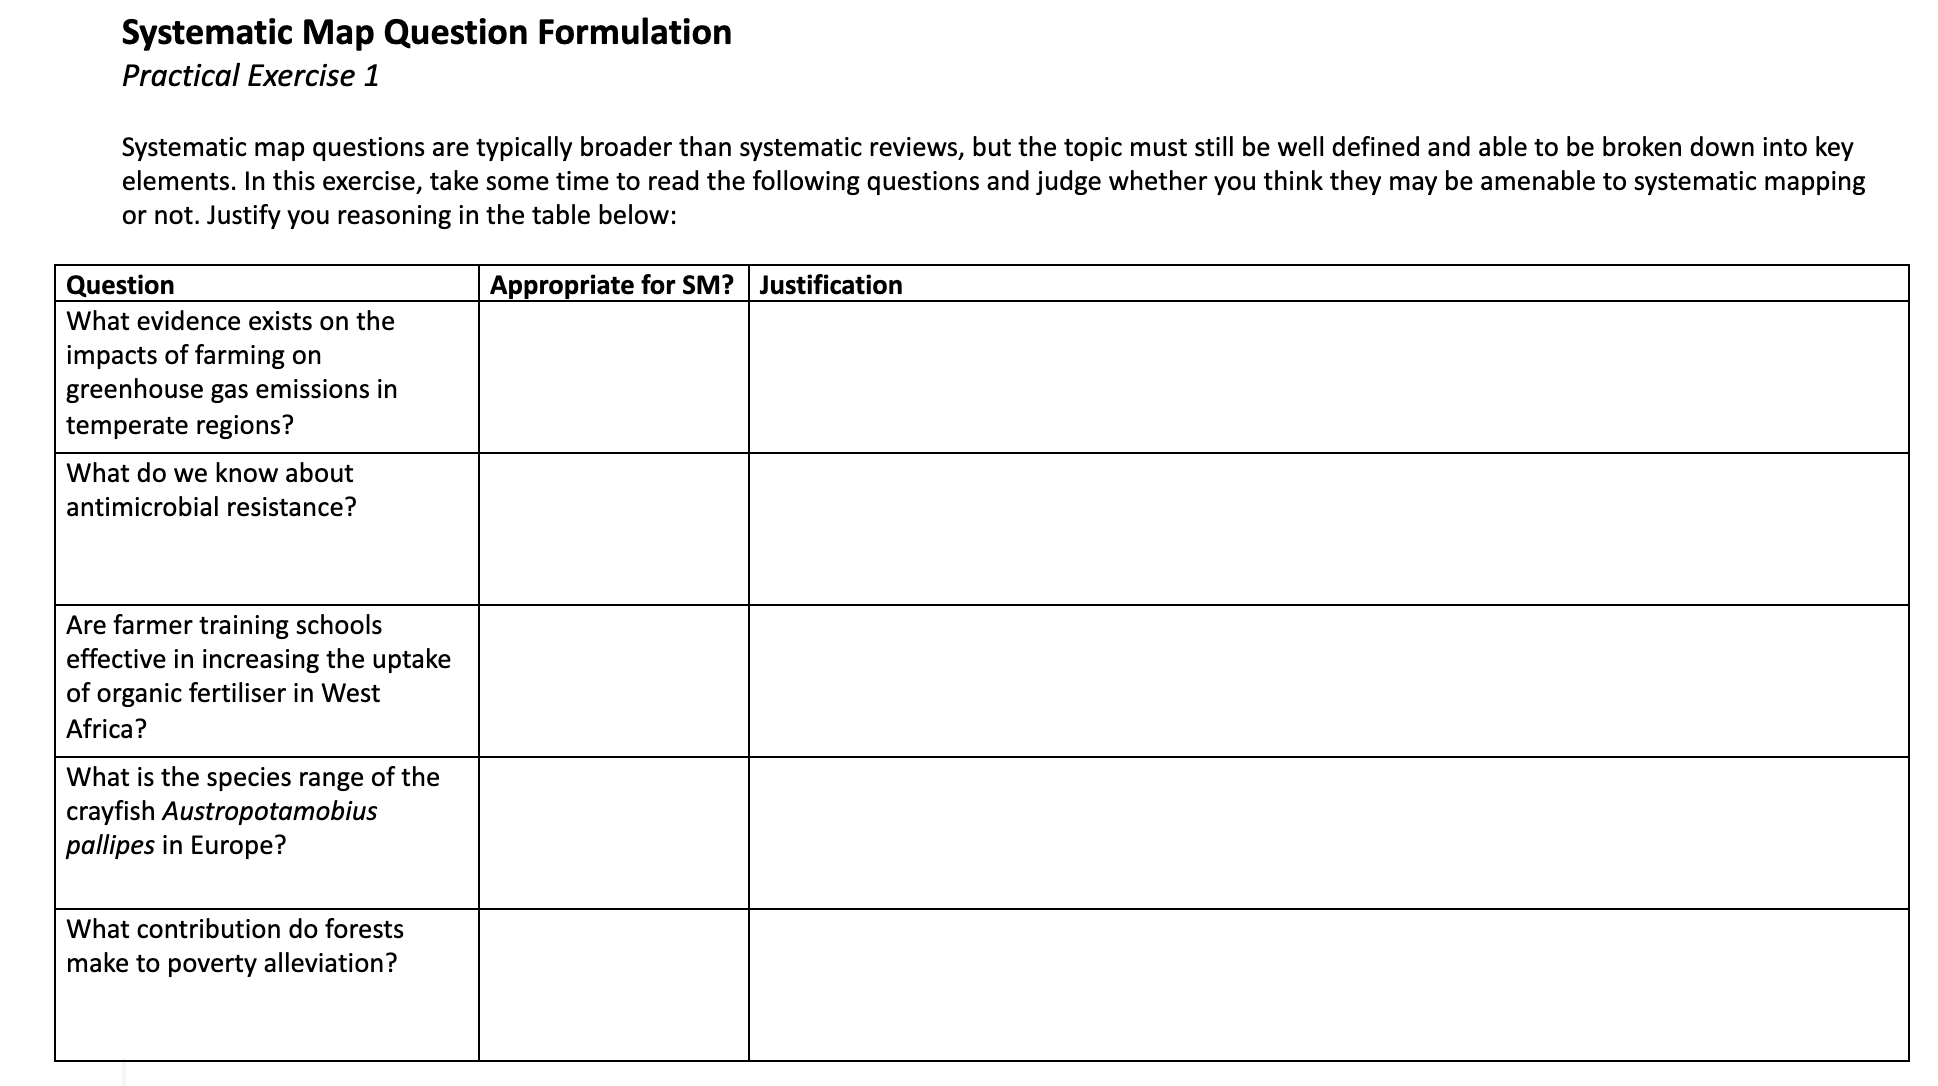 Systematic Map Question Formulation
Practical Exercise 1
Systematic map questions are typically broader than systematic reviews, but the topic must still be well defined and able to be broken down into key
elements. In this exercise, take some time to read the following questions and judge whether you think they may be amenable to systematic mapping
or not. Justify you reasoning in the table below:
Question Appropriate for SM? Justification
What evidence exists on the
impacts of farming on
greenhouse gas emissions in
temperate regions?
What do we know about
antimicrobial resistance?
Are farmer training schools
effective in increasing the uptake
of organic fertiliser in West
Africa?
What is the species range of the
crayfish Austropotamobius
pallipes in Europe?
What contribution do forests
make to poverty alleviation?